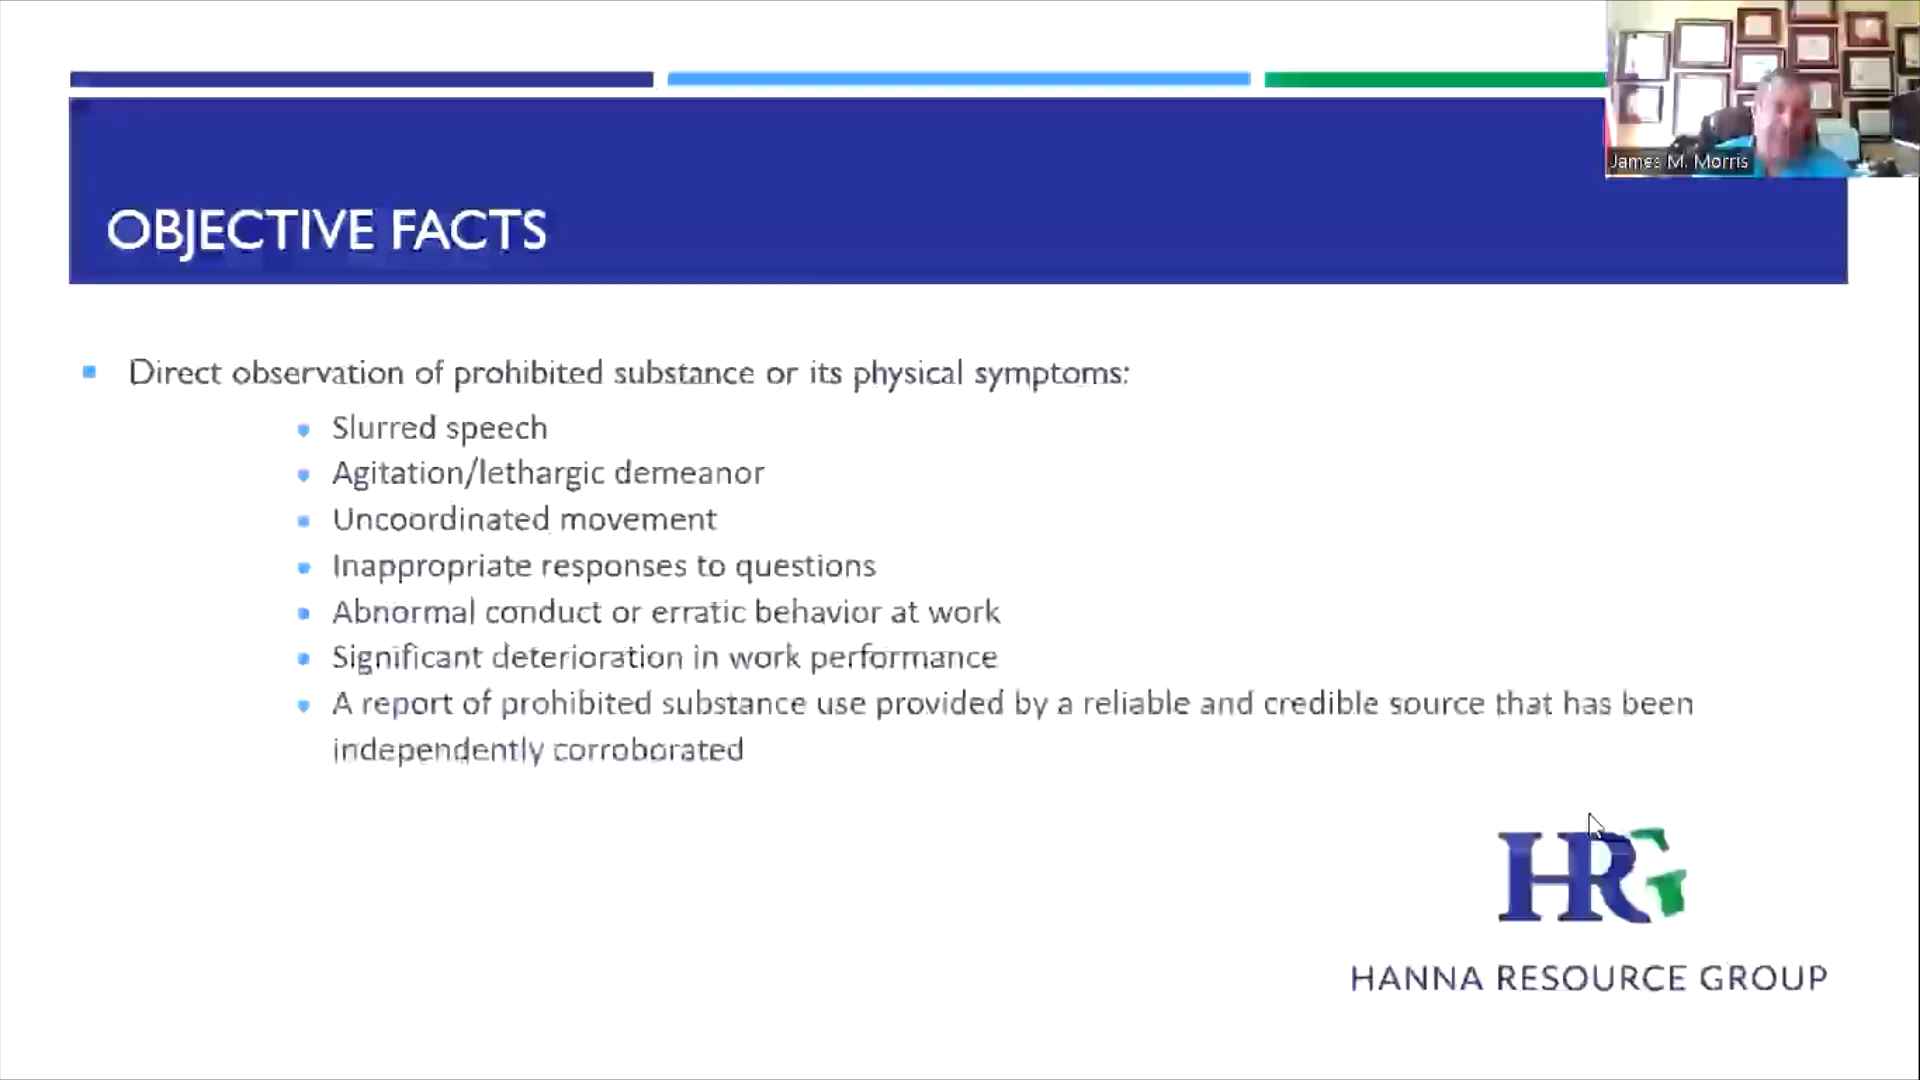 James M. Morris
OBJECTIVE FACTS
Direct observation of prohibited substance or its physical symptoms:
Slurred speech
Agitation/lethargic demeanor
Uncoordinated movement
Inappropriate responses to questions
Abnormal conduct or erratic behavior at work
Significant deterioration in work performance
A report of prohibited substance use provided by a reliable and credible source that has been
independently corroborated
HRG
HANNA RESOURCE GROUP